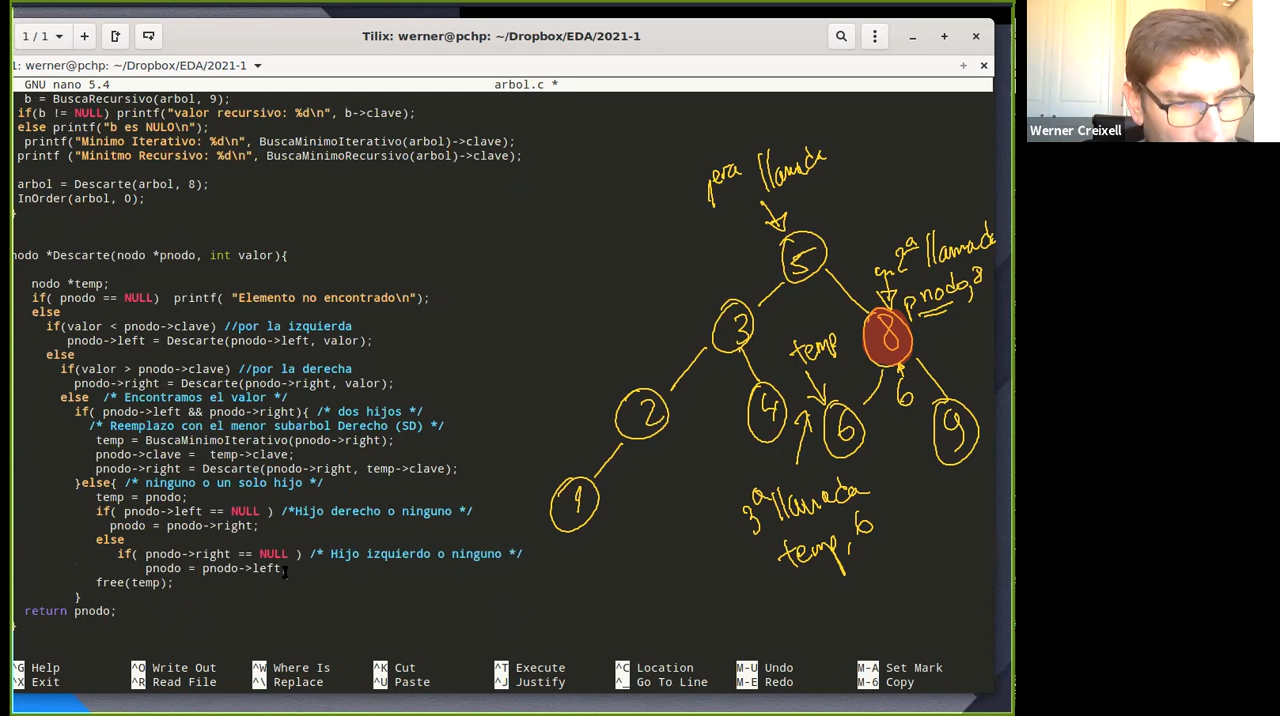 1 / 1
Tilix: werner@pchp: ~/Dropbox/EDA/2021-1
1: werner@pchp: ~/Dropbox/EDA/2021-1
GNU nano 5.4 arbol.c *
b = BuscaRecursivo(arbol, 9);
if(b != NULL) printf("valor recursivo: %d\n", b->clave);
else printf("b es NULO\n");
printf("Minimo Iterativo: %d\n", BuscaMinimoIterativo(arbol)->clave);
printf ("Minitmo Recursivo: %d\n", BuscaMinimoRecursivo(arbol)->clave);
arbol = Descarte(arbol, 8);
InOrder(arbol, 0);
}
nodo *Descarte(nodo *pnodo, int valor){
nodo *temp;
if( pnodo == NULL) printf( "Elemento no encontrado\n");
else
if(valor < pnodo->clave) //por la izquierda
pnodo->left = Descarte(pnodo->left, valor);
else
if(valor > pnodo->clave) //por la derecha
pnodo->right = Descarte(pnodo->right, valor);
else /* Encontramos el valor */
if( pnodo->left && pnodo->right){ /* dos hijos */
/* Reemplazo con el menor subarbol Derecho (SD) */
temp = BuscaMinimoIterativo(pnodo->right);
pnodo->clave = temp->clave;
pnodo->right = Descarte(pnodo->right, temp->clave);
}else{ /* ninguno o un solo hijo */
temp = pnodo;
if( pnodo->left == NULL ) /*Hijo derecho o ninguno */
pnodo = pnodo->right;
else
if( pnodo->right == NULL ) /* Hijo izquierdo o ninguno */
pnodo = pnodo->left;
free(temp);
}
return pnodo;
}
1era llamada
5
2ª llamada
pnodo, 8
3
8
temp
6
2
4
6
9
1
3ª llamada
temp, 6
^G Help ^O Write Out ^W Where Is ^K Cut ^T Execute ^C Location M-U Undo M-A Set Mark
^X Exit ^R Read File ^\ Replace ^U Paste ^J Justify ^_ Go To Line M-E Redo M-6 Copy
Werner Creixell